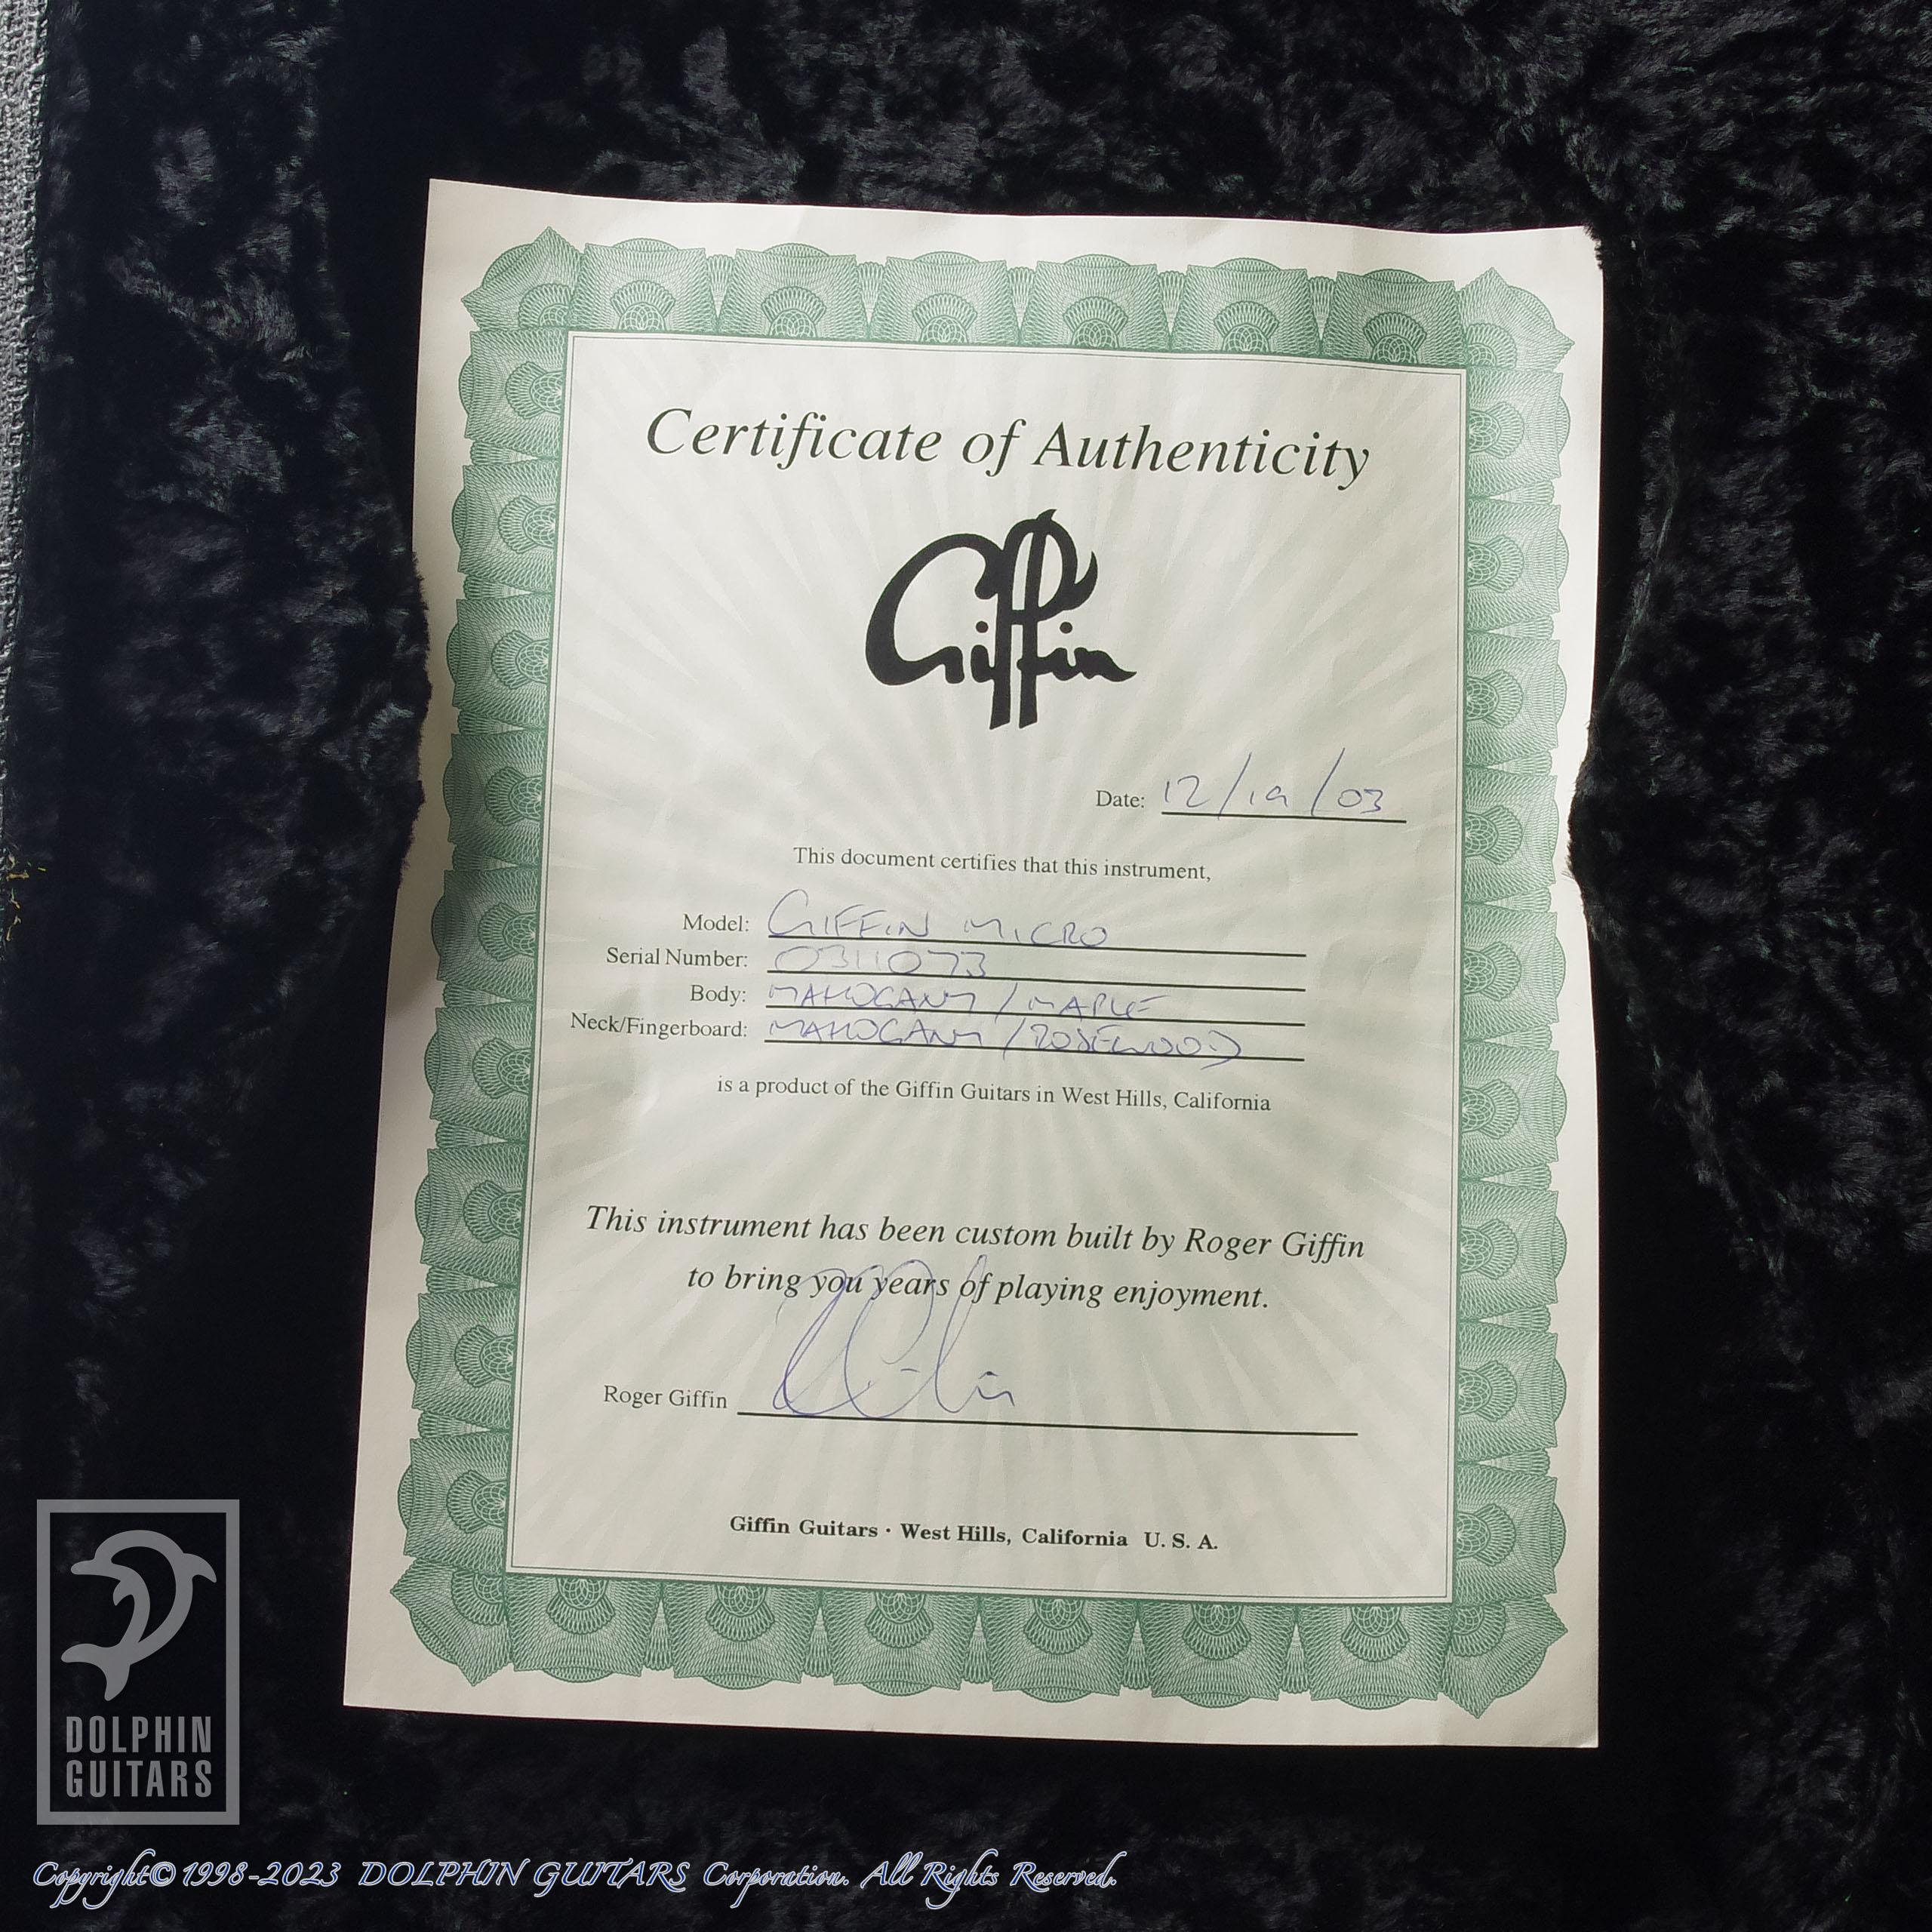 Certificate of Authenticity
Giffin
Date: 12/19/03
This document certifies that this instrument,
Model: GIFFIN MICRO
Serial Number: 0311073
Body: MAHOGANY / MAPLE
Neck/Fingerboard: MAHOGANY / ROSEWOOD
is a product of the Giffin Guitars in West Hills, California
This instrument has been custom built by Roger Giffin
to bring you years of playing enjoyment.
Roger Giffin
Giffin Guitars · West Hills, California U. S. A.
DOLPHIN
GUITARS
Copyright© 1998-2023 DOLPHIN GUITARS Corporation. All Rights Reserved.